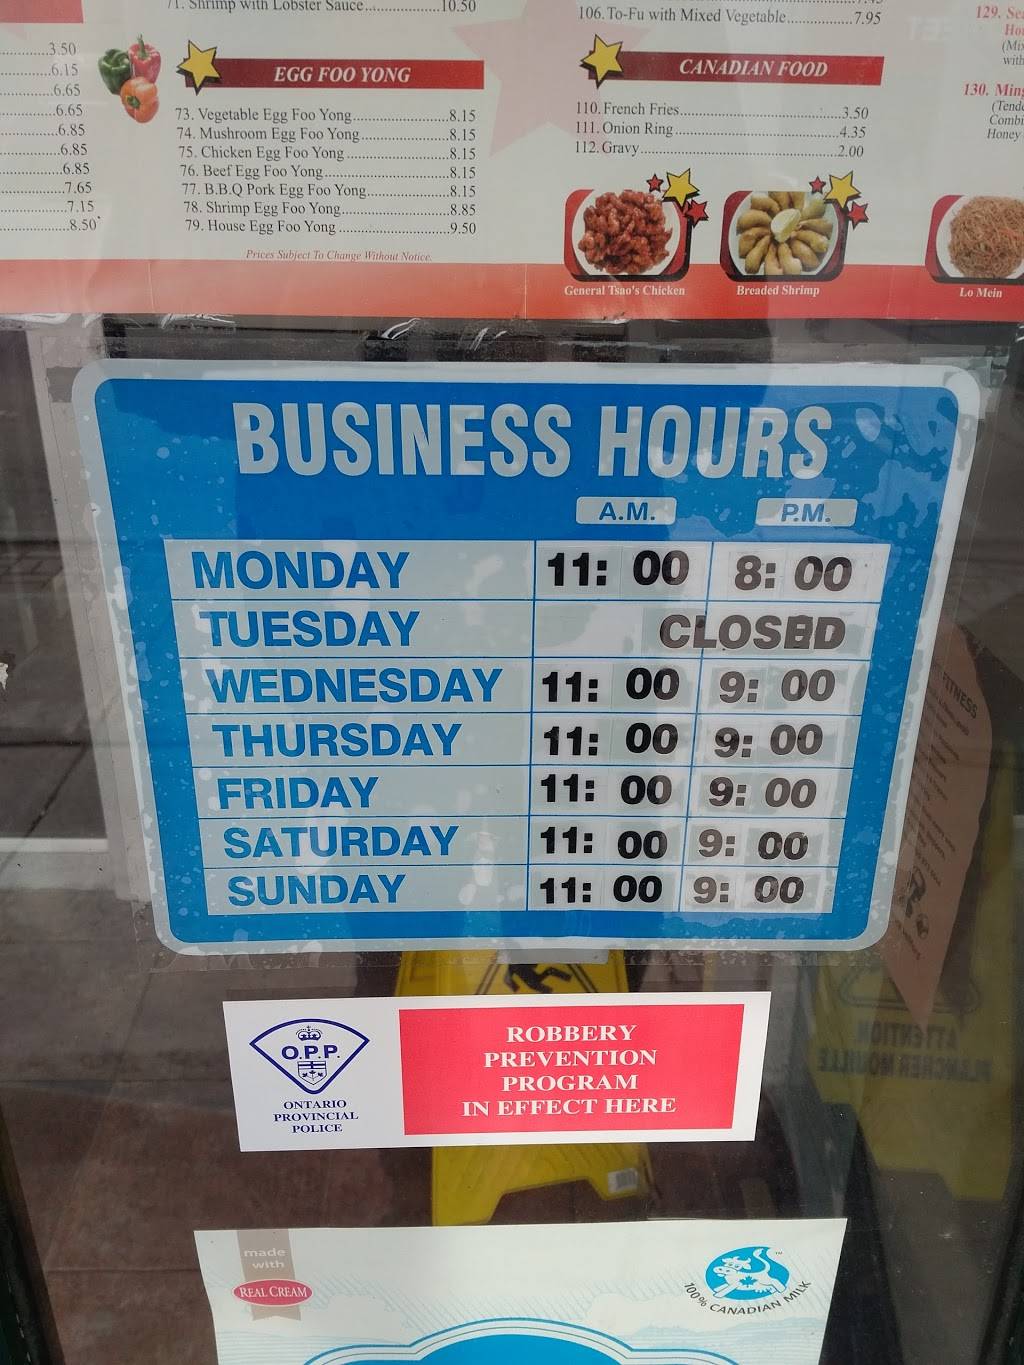 71. Shrimp with Lobster Sauce....10.50
3.50
6.15
6.65
6.65
6.85
6.85
6.85
7.65
7.15
8.50
EGG FOO YONG
73. Vegetable Egg Foo Yong....8.15
74. Mushroom Egg Foo Yong....8.15
75. Chicken Egg Foo Yong....8.15
76. Beef Egg Foo Yong....8.15
77. B.B.Q Pork Egg Foo Yong....8.15
78. Shrimp Egg Foo Yong....8.85
79. House Egg Foo Yong....9.50
Prices Subject To Change Without Notice.
106. To-Fu with Mixed Vegetable....7.95
CANADIAN FOOD
110. French Fries....3.50
111. Onion Ring....4.35
112. Gravy....2.00
General Tsao's Chicken
Breaded Shrimp
Lo Mein
129.
130.
Honey
BUSINESS HOURS
A.M. P.M.
MONDAY 11: 00 8: 00
TUESDAY CLOSED
WEDNESDAY 11: 00 9: 00
THURSDAY 11: 00 9: 00
FRIDAY 11: 00 9: 00
SATURDAY 11: 00 9: 00
SUNDAY 11: 00 9: 00
FITNESS
ATTENTION
PLANCHER MOUILLE
O.P.P.
ONTARIO
PROVINCIAL
POLICE
ROBBERY
PREVENTION
PROGRAM
IN EFFECT HERE
made
with
REAL CREAM
100% CANADIAN MILK